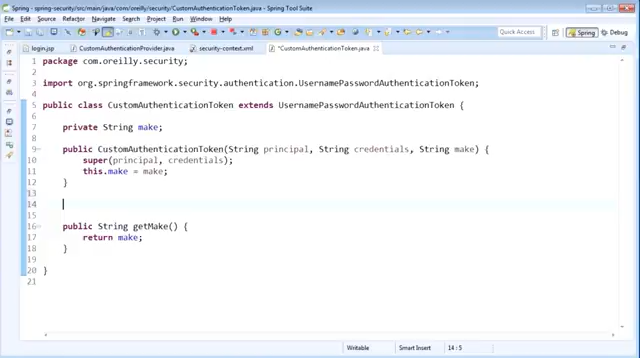 Spring - spring-security/src/main/java/com/oreilly/security/CustomAuthenticationToken.java - Spring Tool Suite
File Edit Source Refactor Navigate Search Project Run Window Help
Quick Access Spring Debug
login.jsp CustomAuthenticationProvider.java security-context.xml *CustomAuthenticationToken.java
1 package com.oreilly.security;
2
3 import org.springframework.security.authentication.UsernamePasswordAuthenticationToken;
4
5 public class CustomAuthenticationToken extends UsernamePasswordAuthenticationToken {
6
7 private String make;
8
9 public CustomAuthenticationToken(String principal, String credentials, String make) {
10 super(principal, credentials);
11 this.make = make;
12 }
13
14
15
16 public String getMake() {
17 return make;
18 }
19
20 }
21
Writable Smart Insert 14 : 5